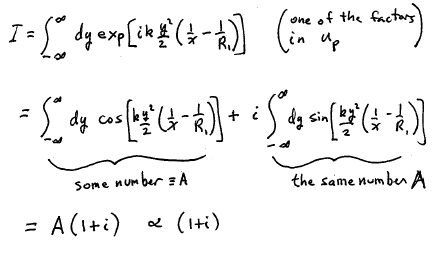 I = ∫_{-∞}^{∞} dy exp[ik y²/2 (1/x - 1/R₁)] (one of the factors in u_p)
= ∫_{-∞}^{∞} dy cos[ky²/2 (1/x - 1/R₁)] + i ∫_{-∞}^{∞} dy sin[ky²/2 (1/x - 1/R₁)]
some number ≡ A the same number A
= A(1+i) ∝ (1+i)